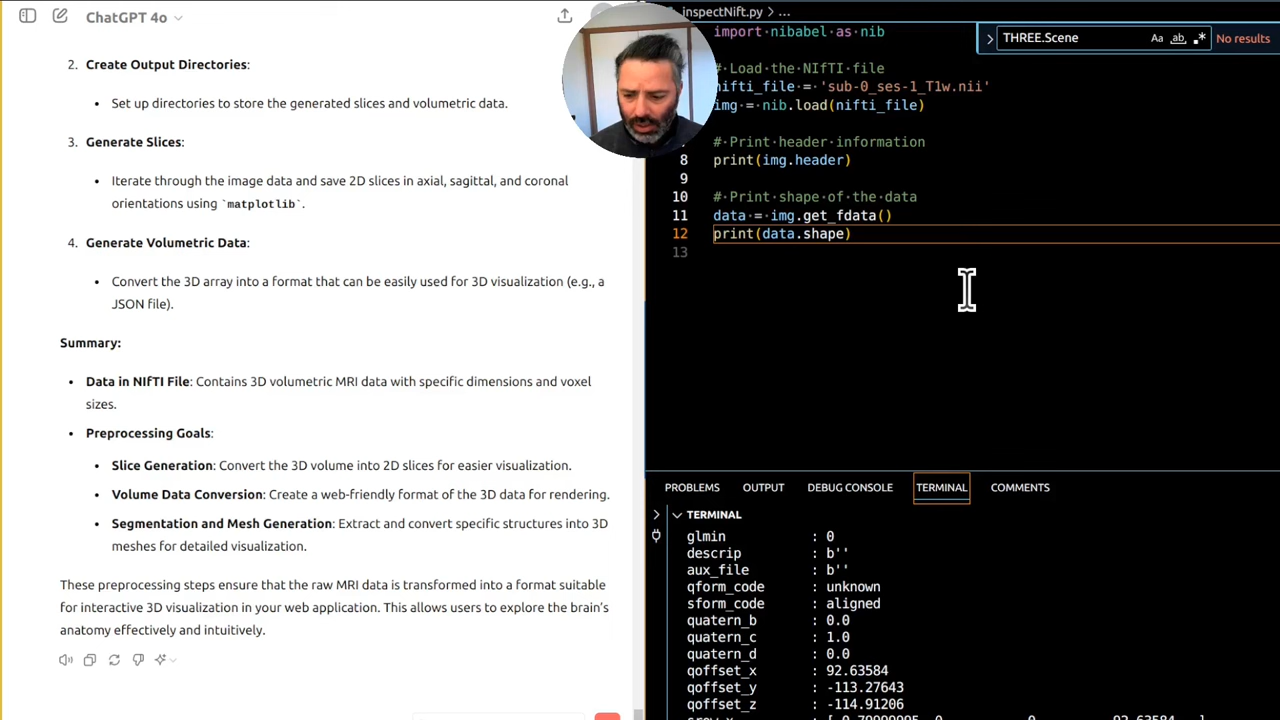 ChatGPT 4o
2. Create Output Directories:
• Set up directories to store the generated slices and volumetric data.
3. Generate Slices:
• Iterate through the image data and save 2D slices in axial, sagittal, and coronal
orientations using `matplotlib`.
4. Generate Volumetric Data:
• Convert the 3D array into a format that can be easily used for 3D visualization (e.g., a
JSON file).
Summary:
• Data in NIfTI File: Contains 3D volumetric MRI data with specific dimensions and voxel
sizes.
• Preprocessing Goals:
• Slice Generation: Convert the 3D volume into 2D slices for easier visualization.
• Volume Data Conversion: Create a web-friendly format of the 3D data for rendering.
• Segmentation and Mesh Generation: Extract and convert specific structures into 3D
meshes for detailed visualization.
These preprocessing steps ensure that the raw MRI data is transformed into a format suitable
for interactive 3D visualization in your web application. This allows users to explore the brain's
anatomy effectively and intuitively.
inspectNift.py > ...
THREE.Scene Aa ab .* No results
import nibabel as nib
# Load the NIfTI file
nifti_file = 'sub-0_ses-1_T1w.nii'
img = nib.load(nifti_file)
# Print header information
8 print(img.header)
9
10 # Print shape of the data
11 data = img.get_fdata()
12 print(data.shape)
13
PROBLEMS OUTPUT DEBUG CONSOLE TERMINAL COMMENTS
TERMINAL
glmin : 0
descrip : b''
aux_file : b''
qform_code : unknown
sform_code : aligned
quatern_b : 0.0
quatern_c : 1.0
quatern_d : 0.0
qoffset_x : 92.63584
qoffset_y : -113.27643
qoffset_z : -114.91206